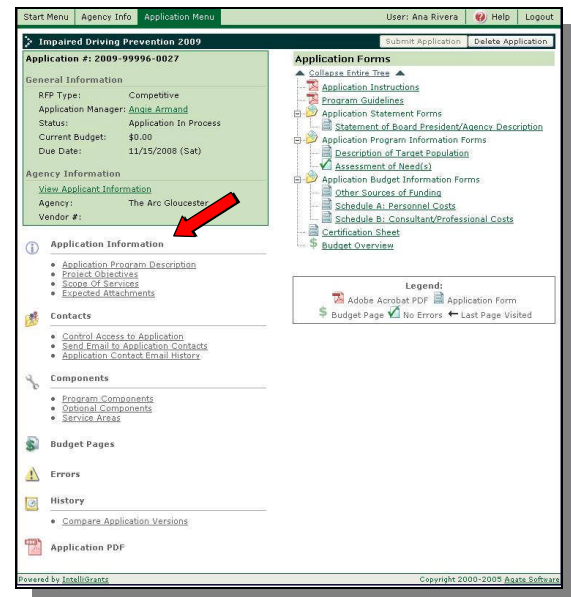 Start Menu Agency Info Application Menu User: Ana Rivera Help Logout
Impaired Driving Prevention 2009 Submit Application Delete Application
Application #: 2009-99996-0027
General Information
RFP Type: Competitive
Application Manager: Angie Armand
Status: Application In Process
Current Budget: $0.00
Due Date: 11/15/2008 (Sat)
Agency Information
View Applicant Information
Agency: The Arc Gloucester
Vendor #:
Application Information
Application Program Description
Project Objectives
Scope Of Services
Expected Attachments
Contacts
Control Access to Application
Send Email to Application Contacts
Application Contact Email History
Components
Program Components
Optional Components
Service Areas
Budget Pages
Errors
History
Compare Application Versions
Application PDF
Application Forms
Collapse Entire Tree
Application Instructions
Program Guidelines
Application Statement Forms
Statement of Board President/Agency Description
Application Program Information Forms
Description of Target Population
Assessment of Need(s)
Application Budget Information Forms
Other Sources of Funding
Schedule A: Personnel Costs
Schedule B: Consultant/Professional Costs
Certification Sheet
$ Budget Overview
Legend:
Adobe Acrobat PDF Application Form
$ Budget Page No Errors Last Page Visited
Powered by IntelliGrants Copyright 2000-2005 Agate Software